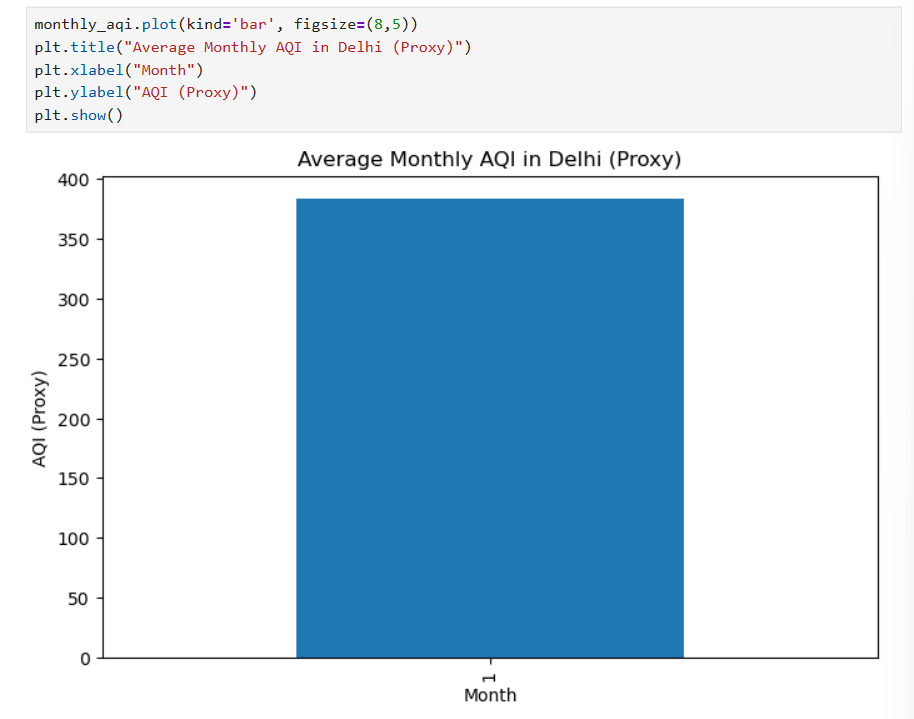 monthly_aqi.plot(kind='bar', figsize=(8,5))
plt.title("Average Monthly AQI in Delhi (Proxy)")
plt.xlabel("Month")
plt.ylabel("AQI (Proxy)")
plt.show()
Average Monthly AQI in Delhi (Proxy)
400
350
300
250
200
150
100
50
0
AQI (Proxy)
1
Month